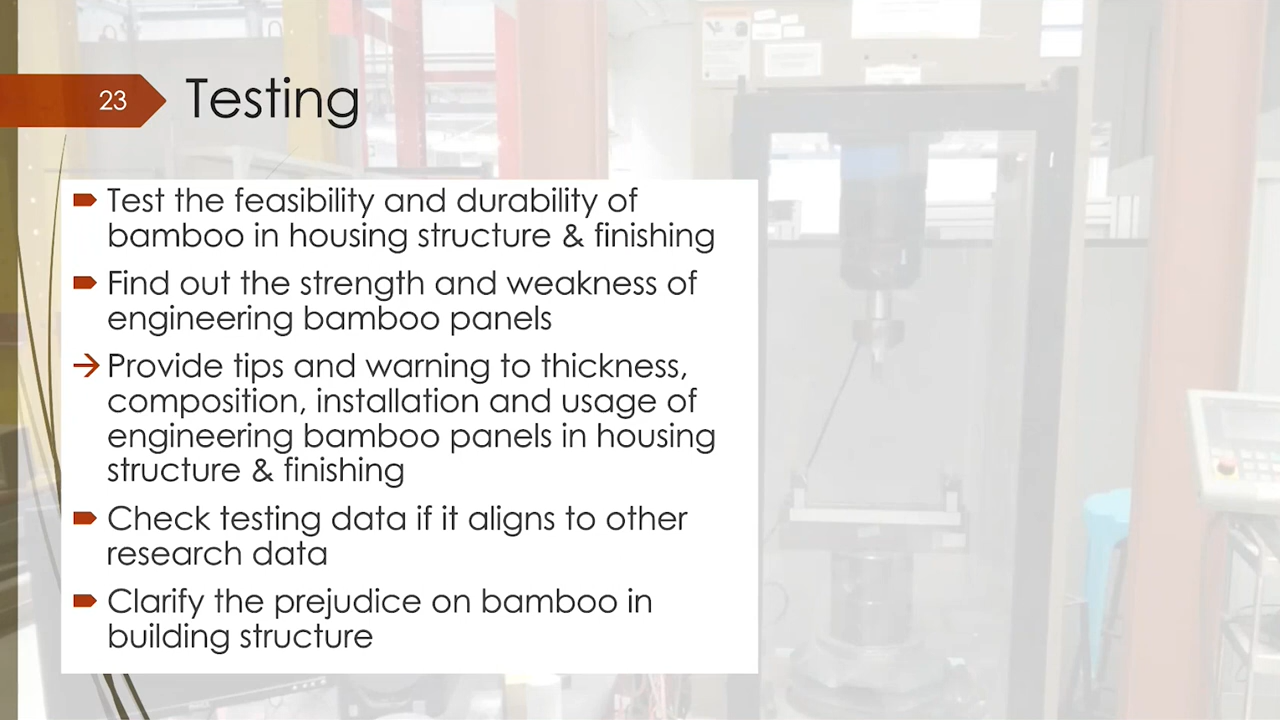 23
Testing
Test the feasibility and durability of
bamboo in housing structure & finishing
Find out the strength and weakness of
engineering bamboo panels
→ Provide tips and warning to thickness,
composition, installation and usage of
engineering bamboo panels in housing
structure & finishing
Check testing data if it aligns to other
research data
Clarify the prejudice on bamboo in
building structure